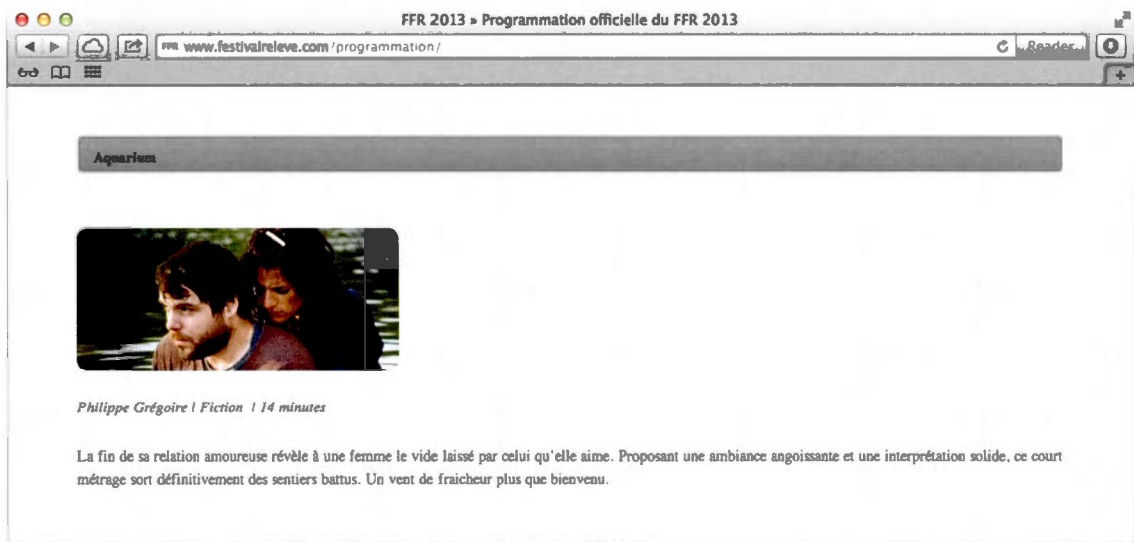 FFR 2013 » Programmation officielle du FFR 2013
FFR www.festivalreleve.com/programmation/
Reader
Aquarium
Philippe Grégoire | Fiction | 14 minutes
La fin de sa relation amoureuse révèle à une femme le vide laissé par celui qu'elle aime. Proposant une ambiance angoissante et une interprétation solide, ce court
métrage sort définitivement des sentiers battus. Un vent de fraicheur plus que bienvenu.